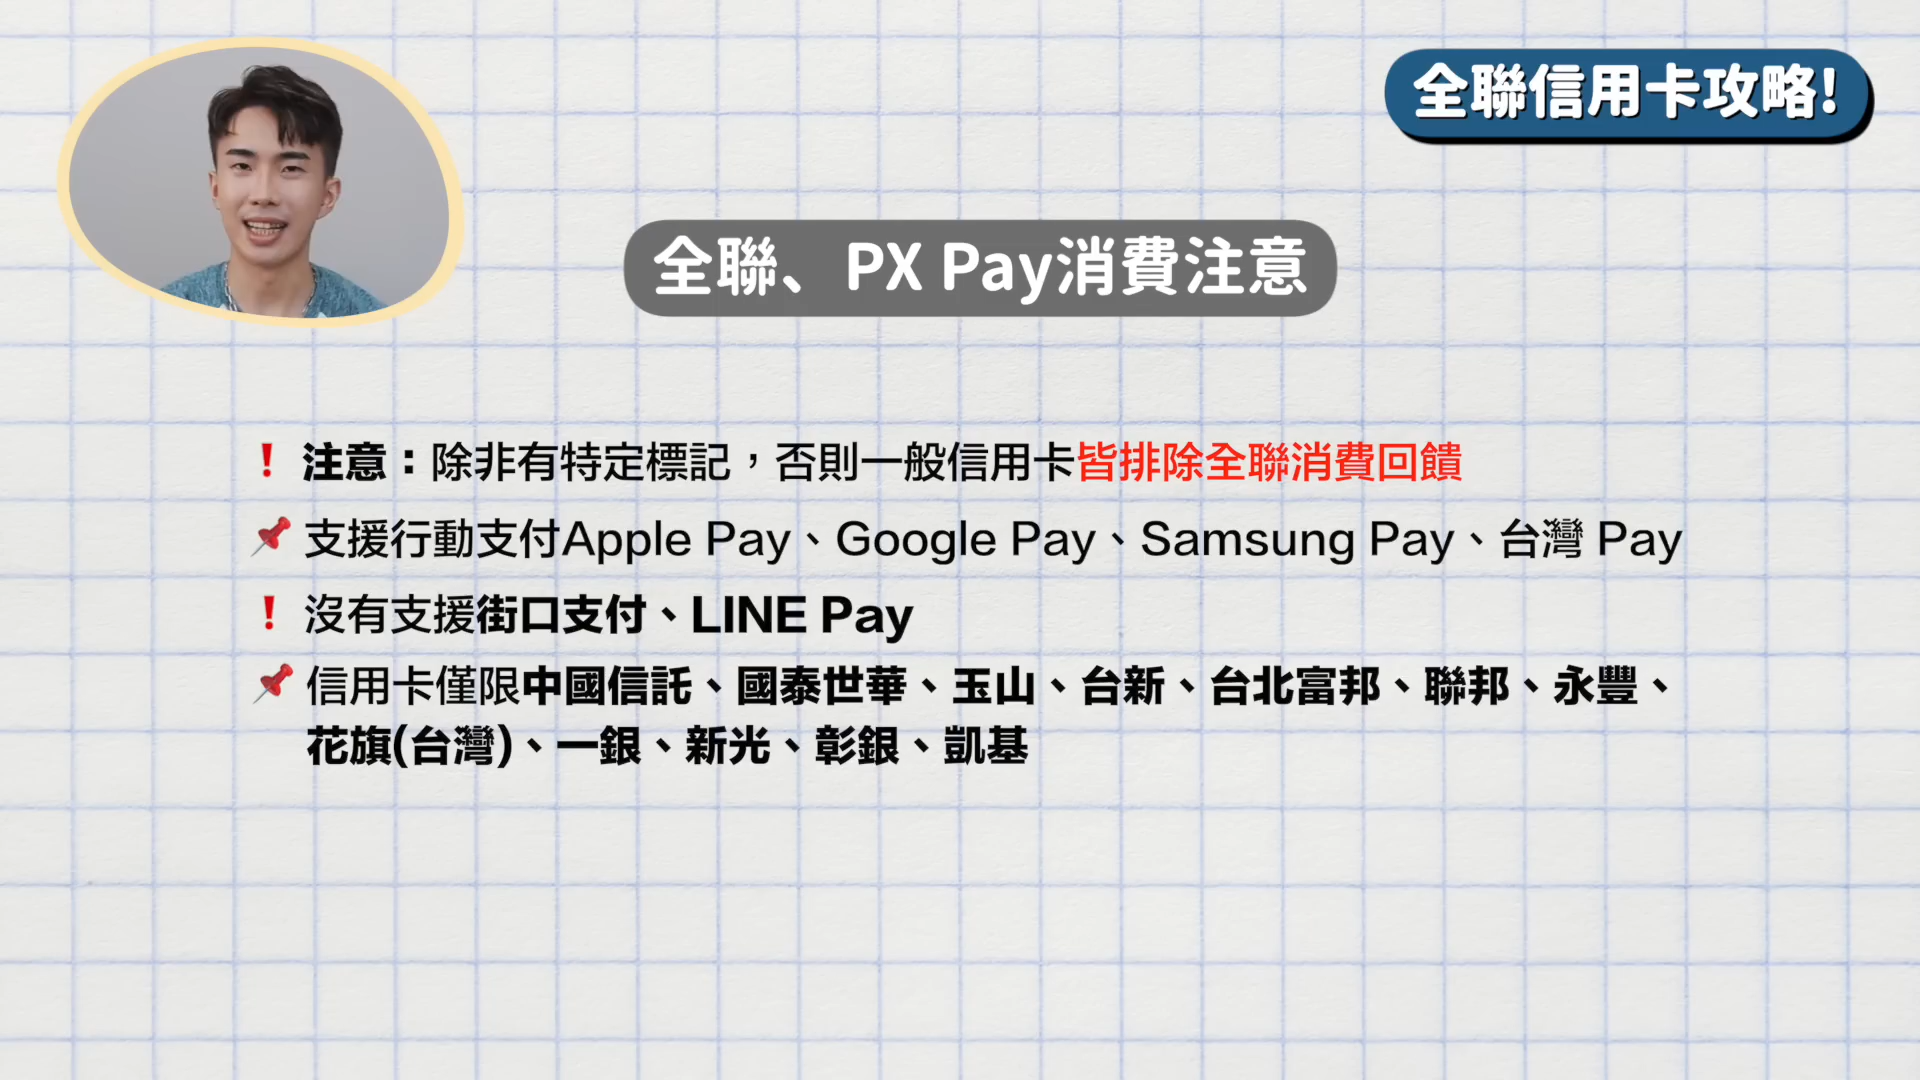 全聯信用卡攻略!
全聯、PX Pay消費注意
注意：除非有特定標記，否則一般信用卡皆排除全聯消費回饋
支援行動支付Apple Pay、Google Pay、Samsung Pay、台灣 Pay
沒有支援街口支付、LINE Pay
信用卡僅限中國信託、國泰世華、玉山、台新、台北富邦、聯邦、永豐、
花旗(台灣)、一銀、新光、彰銀、凱基